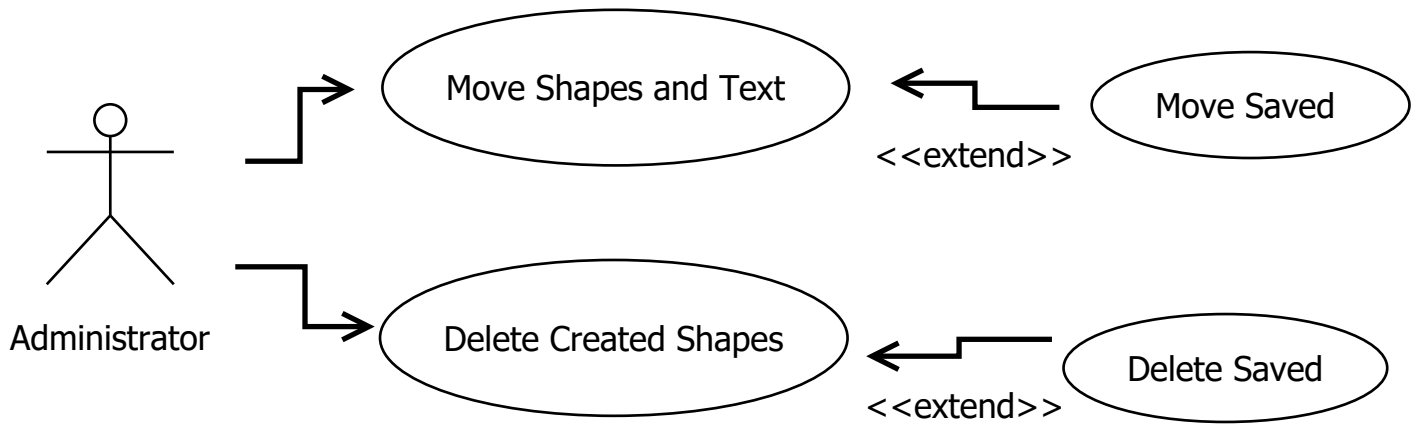 Move Shapes and Text
Move Saved
<<extend>>
Administrator
Delete Created Shapes
Delete Saved
<<extend>>